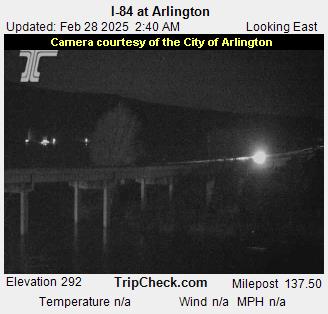 I-84 at Arlington
Updated: Feb 28 2025 2:40 AM Looking East
Camera courtesy of the City of Arlington
Elevation 292 TripCheck.com Milepost 137.50
Temperature n/a Wind n/a MPH n/a